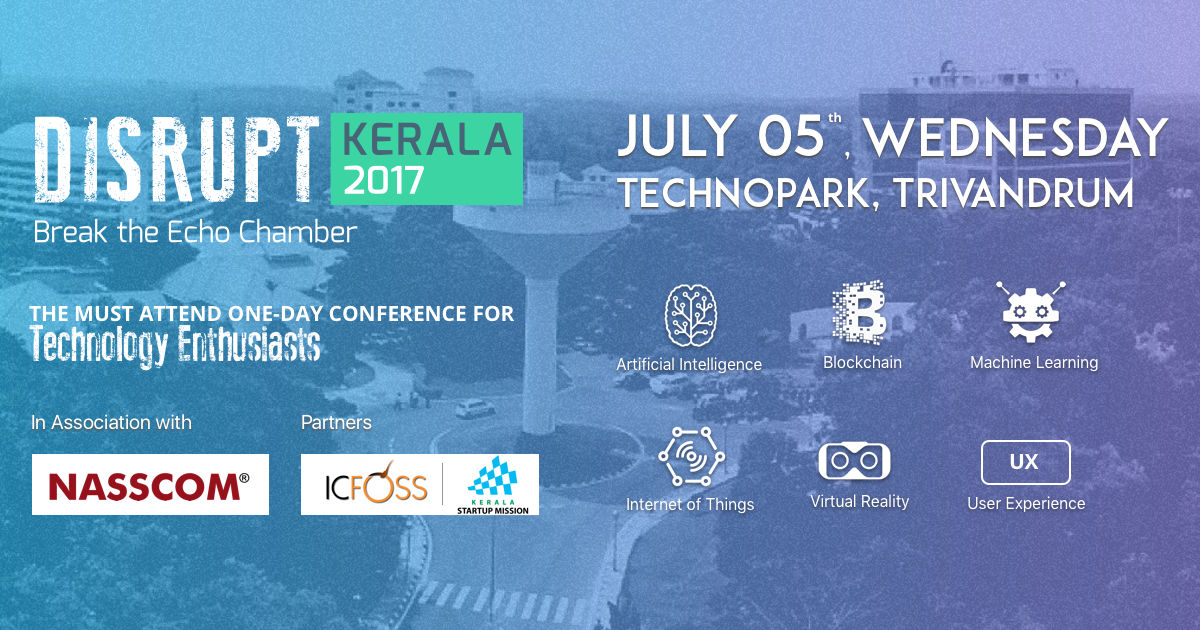 DISRUPT
KERALA
2017
Break the Echo Chamber
THE MUST ATTEND ONE-DAY CONFERENCE FOR
Technology Enthusiasts
In Association with
NASSCOM®
Partners
ICFOSS
KERALA
STARTUP MISSION
JULY 05th, WEDNESDAY
TECHNOPARK, TRIVANDRUM
Artificial Intelligence
Blockchain
Machine Learning
Internet of Things
Virtual Reality
UX
User Experience